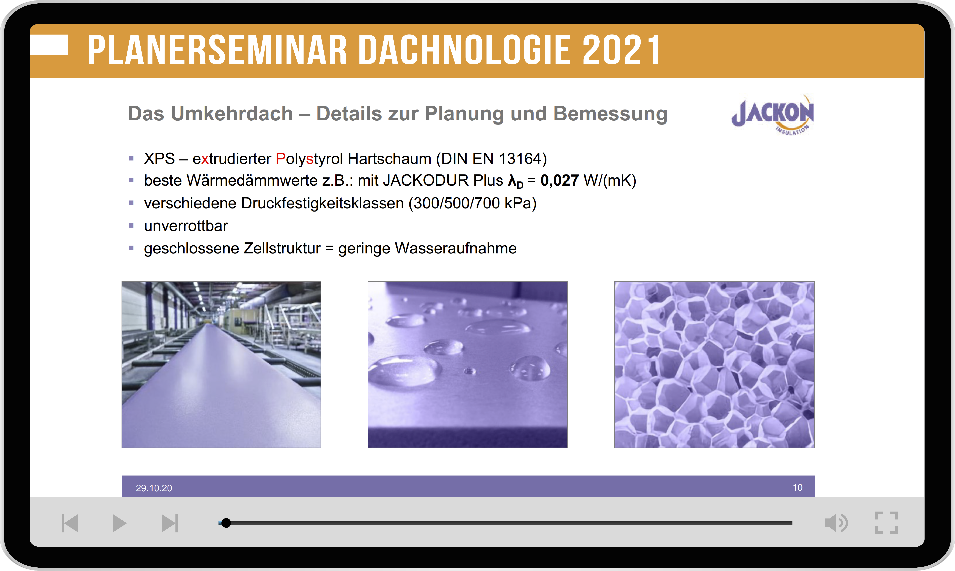 PLANERSEMINAR DACHNOLOGIE 2021
Das Umkehrdach – Details zur Planung und Bemessung
JACKON
INSULATION
XPS – extrudierter Polystyrol Hartschaum (DIN EN 13164)
beste Wärmedämmwerte z.B.: mit JACKODUR Plus λD = 0,027 W/(mK)
verschiedene Druckfestigkeitsklassen (300/500/700 kPa)
unverrottbar
geschlossene Zellstruktur = geringe Wasseraufnahme
29.10.20
10